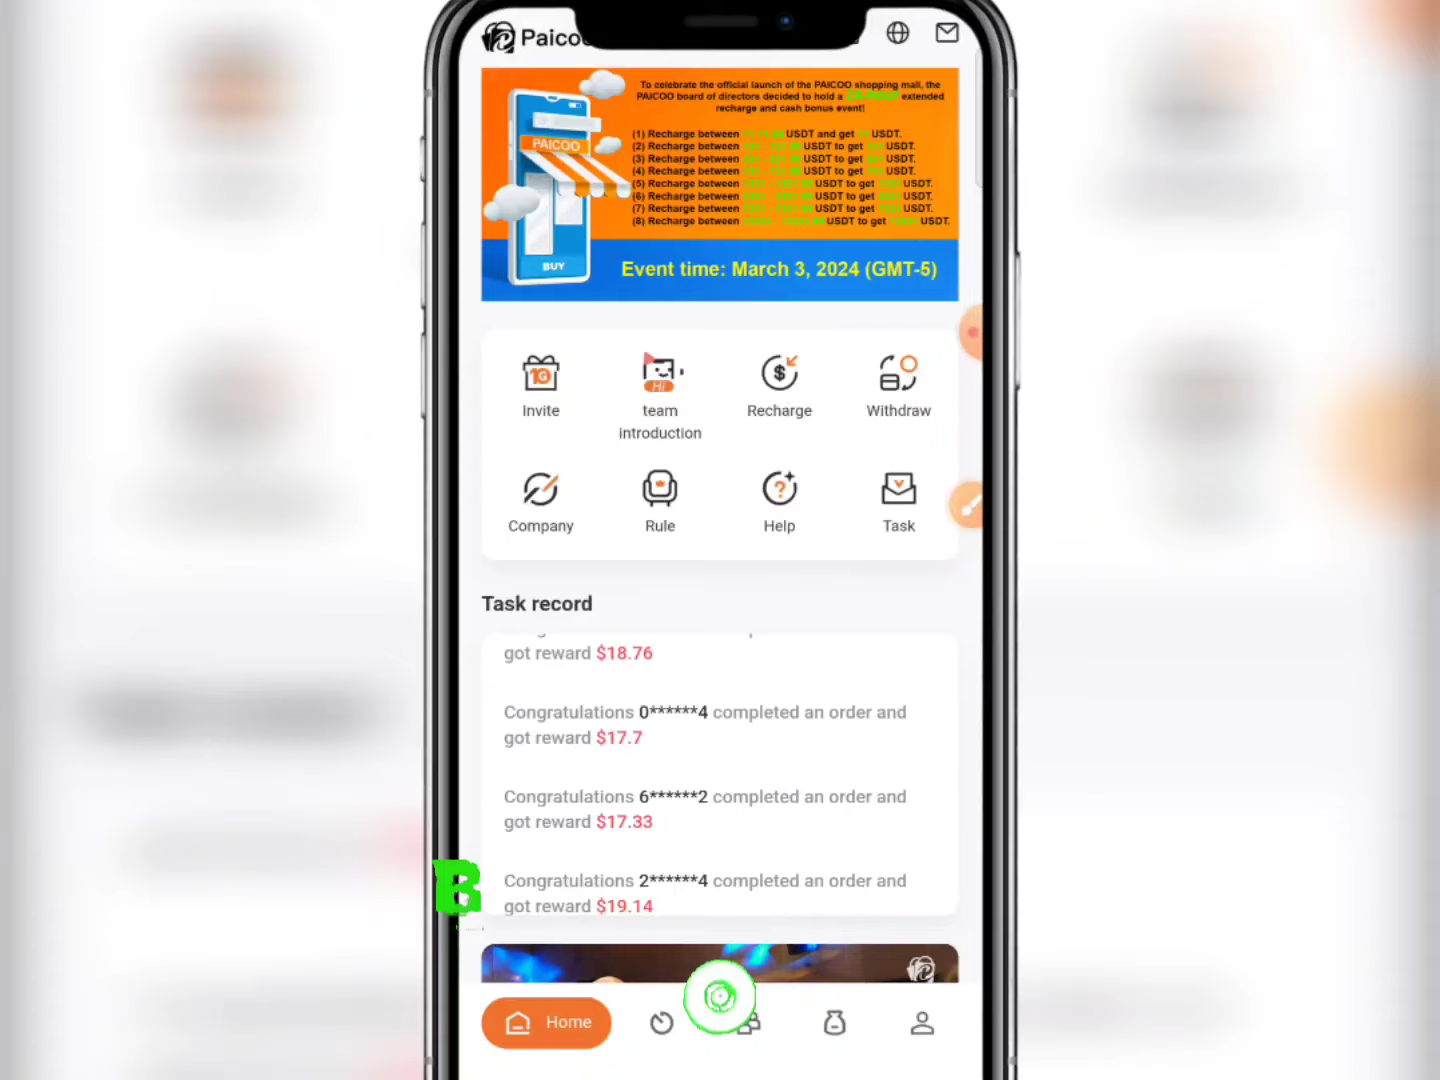 Paico
To celebrate the official launch of the PAICOO shopping mall, the
PAICOO board of directors decided to hold a extended
recharge and cash bonus event!
(1) Recharge between USDT and get USDT.
(2) Recharge between USDT to get USDT.
(3) Recharge between USDT to get USDT.
(4) Recharge between USDT to get USDT.
(5) Recharge between USDT to get USDT.
(6) Recharge between USDT to get USDT.
(7) Recharge between USDT to get USDT.
(8) Recharge between USDT to get USDT.
PAICOO
BUY
Event time: March 3, 2024 (GMT-5)
Invite
team
introduction
Recharge
Withdraw
Company
Rule
Help
Task
Task record
got reward $18.76
Congratulations 0******4 completed an order and
got reward $17.7
Congratulations 6******2 completed an order and
got reward $17.33
Congratulations 2******4 completed an order and
got reward $19.14
B
Home